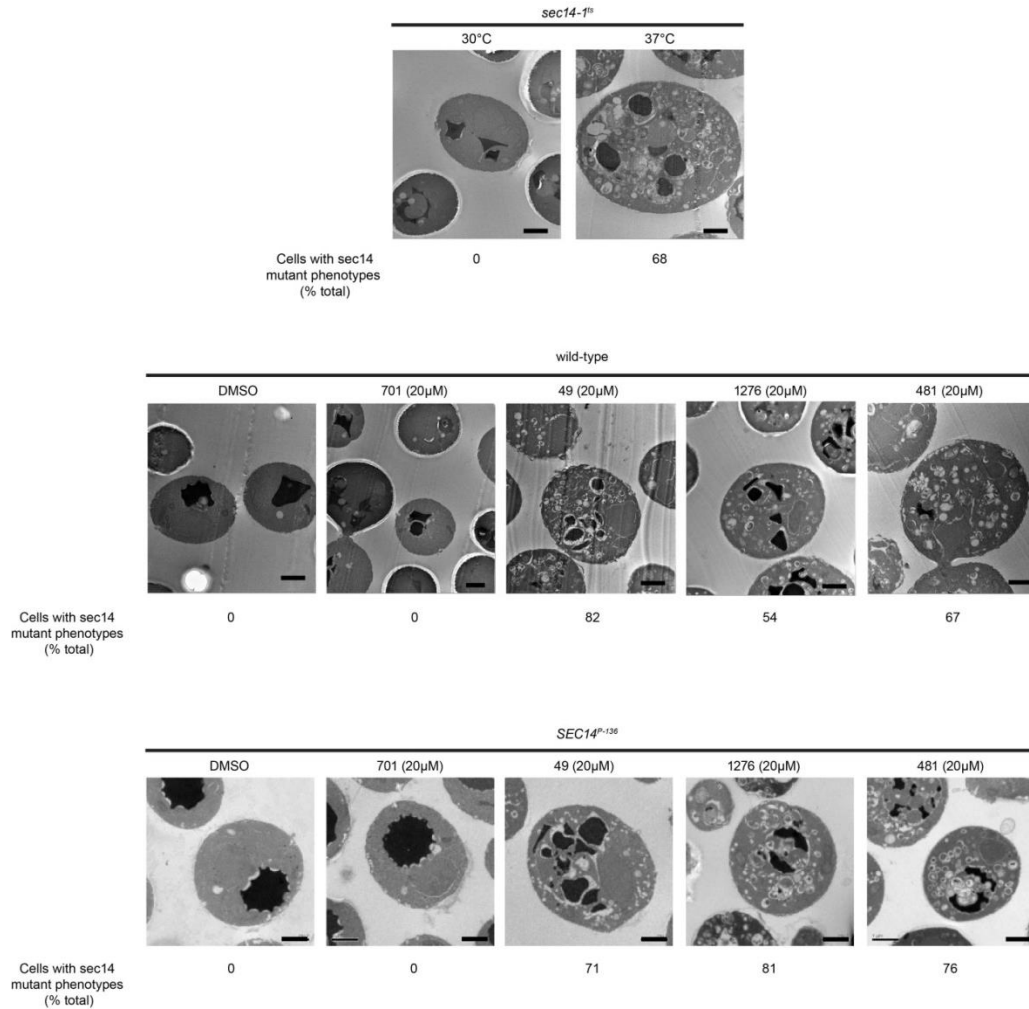 sec14-1ts
30°C 37°C
Cells with sec14 0 68
mutant phenotypes
(% total)
wild-type
DMSO 701 (20µM) 49 (20µM) 1276 (20µM) 481 (20µM)
Cells with sec14 0 0 82 54 67
mutant phenotypes
(% total)
SEC14P-136
DMSO 701 (20µM) 49 (20µM) 1276 (20µM) 481 (20µM)
Cells with sec14 0 0 71 81 76
mutant phenotypes
(% total)